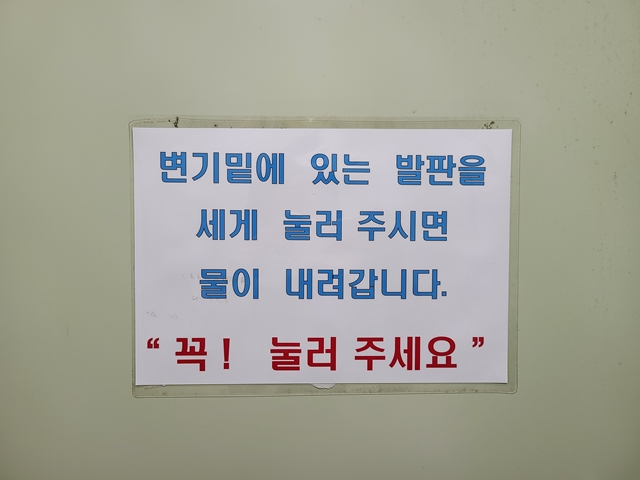 변기밑에 있는 발판을
세게 눌러 주시면
물이 내려갑니다.
“ 꼭! 눌러 주세요 ”